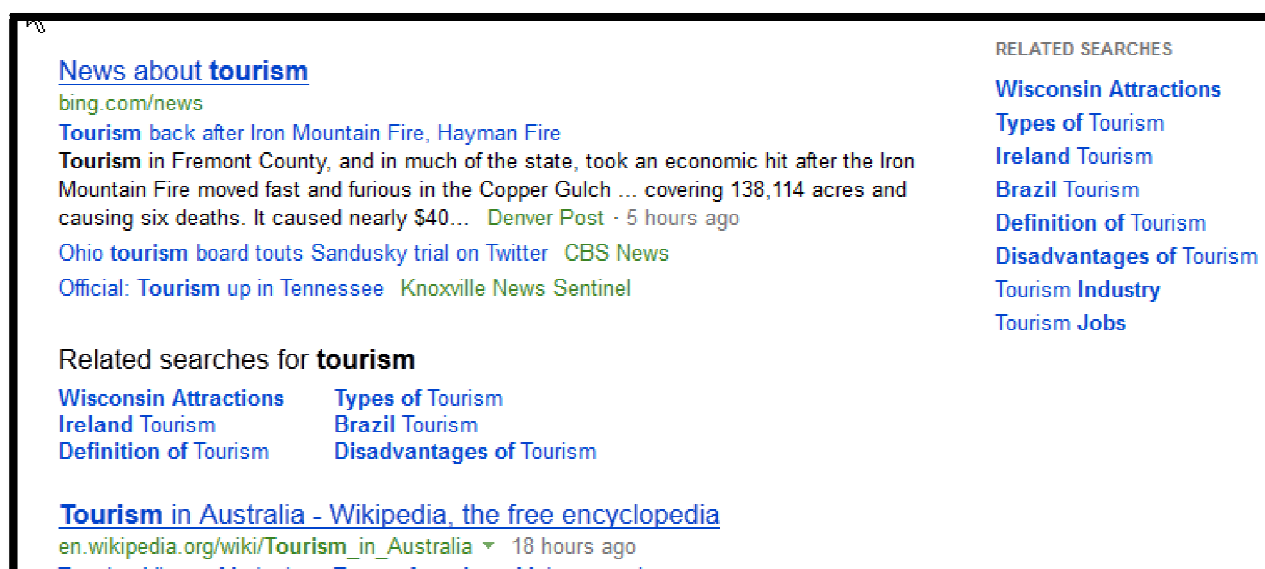 News about tourism
bing.com/news
Tourism back after Iron Mountain Fire, Hayman Fire
Tourism in Fremont County, and in much of the state, took an economic hit after the Iron
Mountain Fire moved fast and furious in the Copper Gulch ... covering 138,114 acres and
causing six deaths. It caused nearly $40... Denver Post - 5 hours ago
Ohio tourism board touts Sandusky trial on Twitter CBS News
Official: Tourism up in Tennessee Knoxville News Sentinel
Related searches for tourism
Wisconsin Attractions Types of Tourism
Ireland Tourism Brazil Tourism
Definition of Tourism Disadvantages of Tourism
Tourism in Australia - Wikipedia, the free encyclopedia
en.wikipedia.org/wiki/Tourism_in_Australia 18 hours ago
RELATED SEARCHES
Wisconsin Attractions
Types of Tourism
Ireland Tourism
Brazil Tourism
Definition of Tourism
Disadvantages of Tourism
Tourism Industry
Tourism Jobs